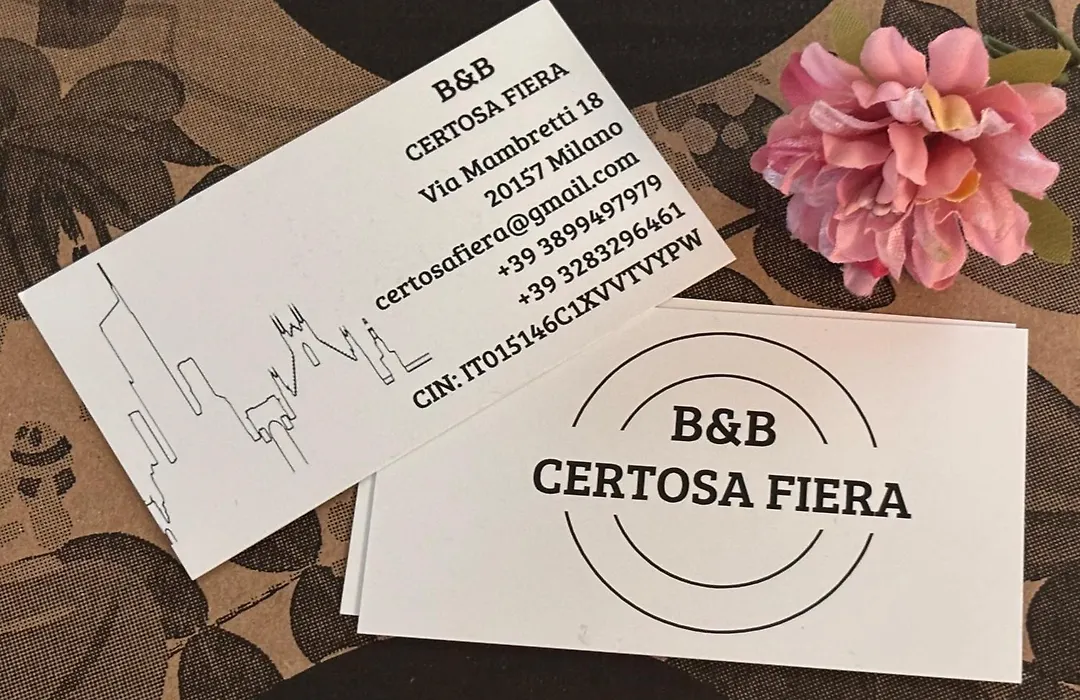 B&B
CERTOSA FIERA
Via Mambretti 18
20157 Milano
certosafiera@gmail.com
+39 3899497979
+39 3283296461
CIN: IT015146C1XVVTVYPW
B&B
CERTOSA FIERA